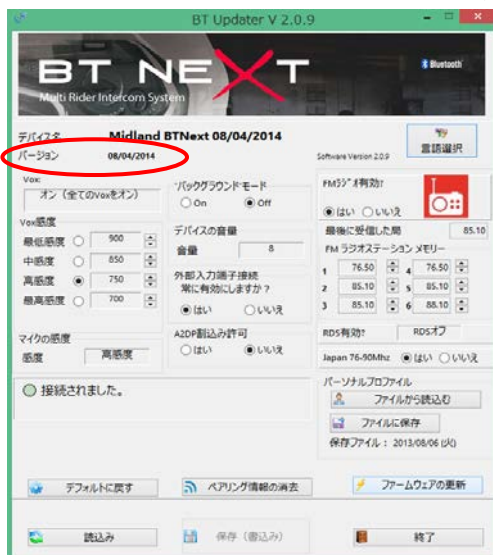 BT Updater V 2.0.9
BT NEXT
Bluetooth
Multi Rider Intercom System
デバイス名 Midland BTNext 08/04/2014
バージョン 08/04/2014
Software Version 2.0.9
言語選択
Vox:
オン（全てのVoxをオン）
Vox感度
最低感度 900
中感度 850
高感度 750
最高感度 700
マイクの感度
感度 高感度
バックグラウンド モード
On Off
デバイスの音量
音量 8
外部入力端子接続
常に有効にしますか？
はい いいえ
A2DP割込み許可
はい いいえ
FMラジオ有効?
はい いいえ
最後に受信した局 85.10
FM ラジオステーション メモリー
1 76.50 4 76.50
2 85.10 5 85.10
3 85.10 6 88.10
RDS有効? RDSオフ
Japan 76-90Mhz はい いいえ
接続されました。
パーソナルプロファイル
ファイルから読込む
ファイルに保存
保存ファイル： 2013/08/06 (火)
デフォルトに戻す
ペアリング情報の消去
ファームウェアの更新
読込み
保存（書込み）
終了